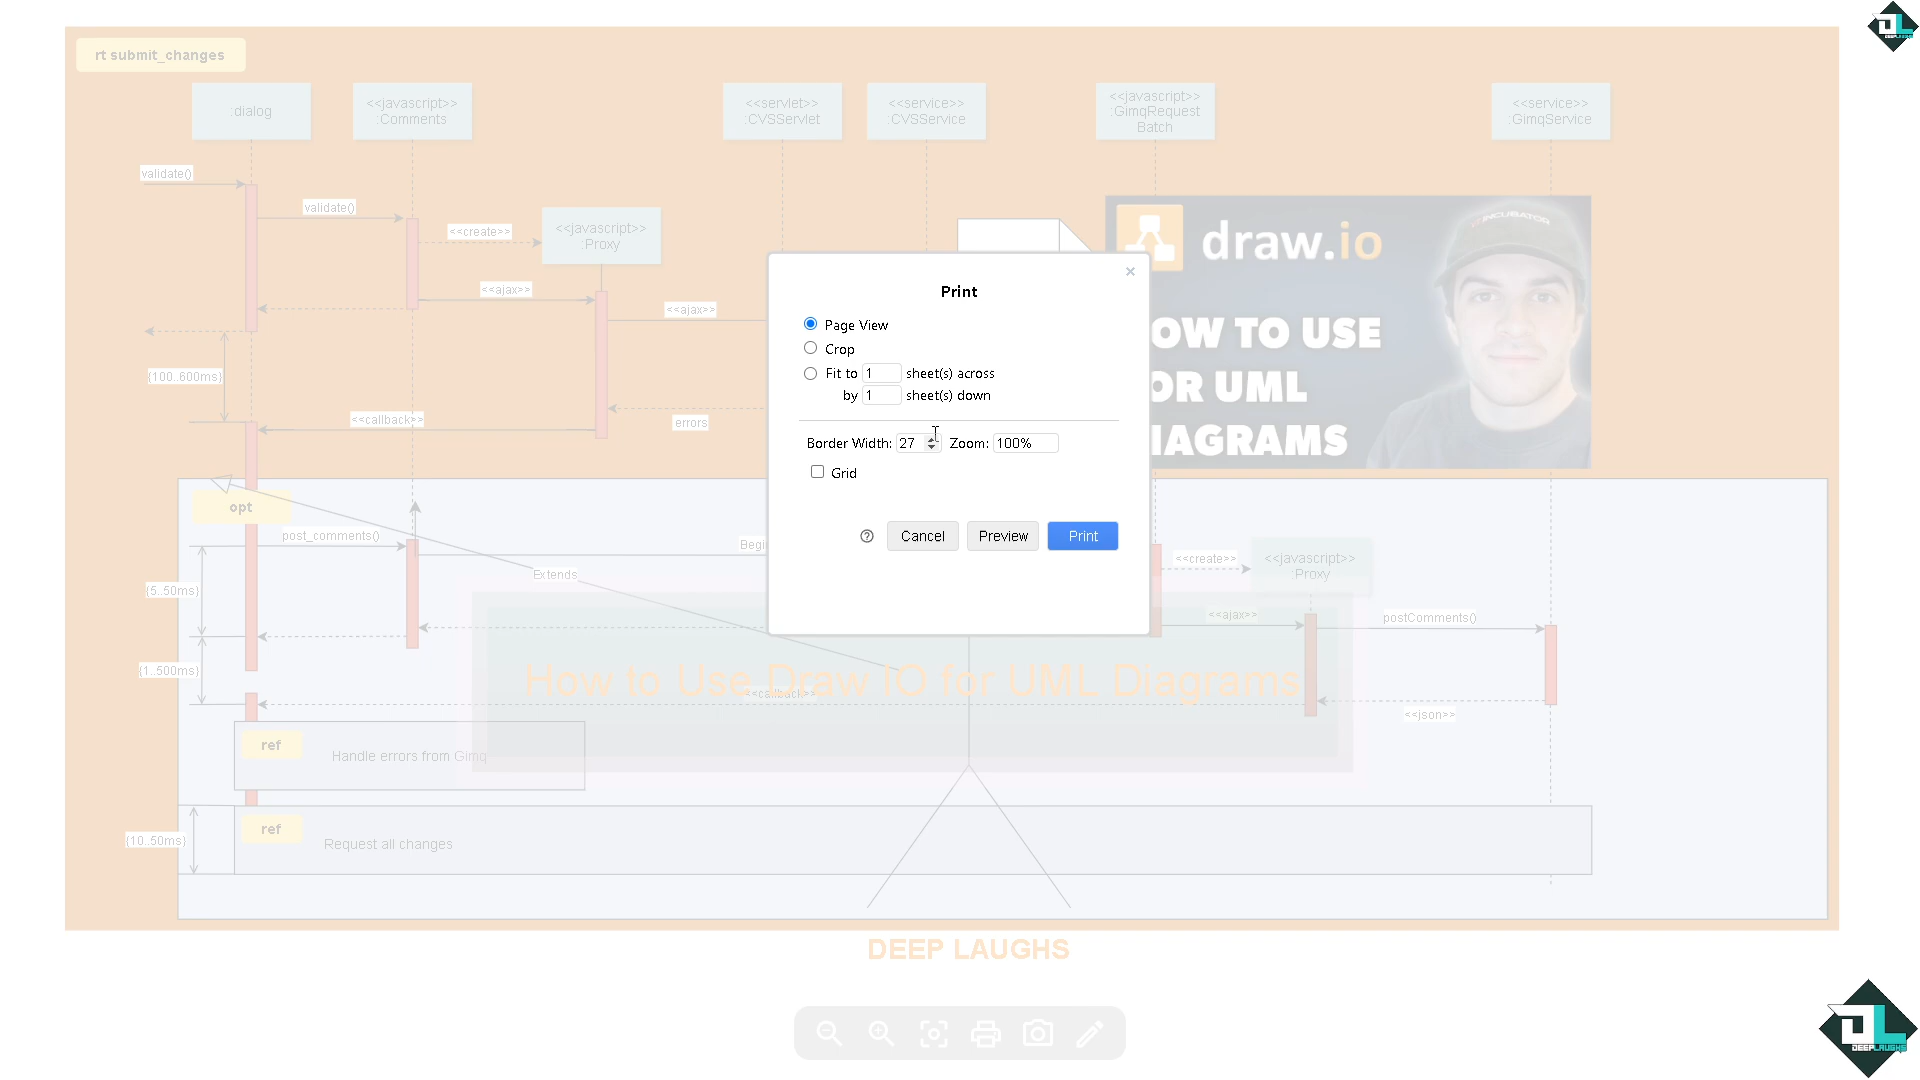 rt submit_changes
:dialog
<<javascript>>
:Comments
<<servlet>>
:CVSServlet
<<service>>
:CVSService
<<javascript>>
:GimqRequest
Batch
<<service>>
:GimqService
validate()
validate()
<<create>>
<<javascript>>
:Proxy
<<ajax>>
<<ajax>>
{100..600ms}
<<callback>>
errors
draw.io
INCUBATOR
OW TO USE
OR UML
IAGRAMS
×
Print
Page View
Crop
Fit to 1 sheet(s) across
by 1 sheet(s) down
Border Width: 27 Zoom: 100%
Grid
? Cancel Preview Print
opt
post_comments()
Begi
Extends
{5..50ms}
<<create>>
<<javascript>>
:Proxy
<<ajax>>
postComments()
{1..500ms}
How to Use Draw IO for UML Diagrams
<<callback>>
<<json>>
ref
Handle errors from Gimq
ref
Request all changes
{10..50ms}
DEEP LAUGHS
DEEPLAUGHS